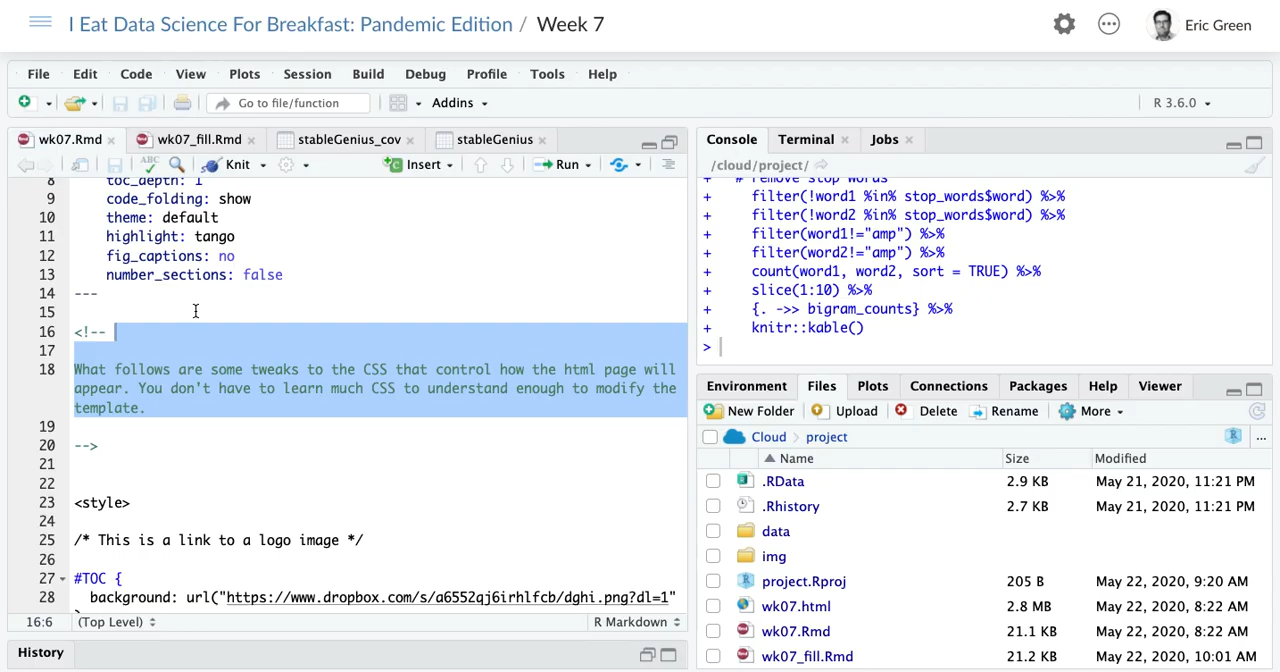 I Eat Data Science For Breakfast: Pandemic Edition / Week 7
Eric Green
File Edit Code View Plots Session Build Debug Profile Tools Help
Go to file/function Addins R 3.6.0
wk07.Rmd wk07_fill.Rmd stableGenius_cov stableGenius
ABC Knit Insert Run
8 toc_depth: 1
9 code_folding: show
10 theme: default
11 highlight: tango
12 fig_captions: no
13 number_sections: false
14 ---
15
16 <!--
17
18 What follows are some tweaks to the CSS that control how the html page will
appear. You don't have to learn much CSS to understand enough to modify the
template.
19
20 -->
21
22
23 <style>
24
25 /* This is a link to a logo image */
26
27 #TOC {
28 background: url("https://www.dropbox.com/s/a6552qj6irhlfcb/dghi.png?dl=1"
16:6 (Top Level) R Markdown
History
Console Terminal Jobs
/cloud/project/
+ # remove stop words
+ filter(!word1 %in% stop_words$word) %>%
+ filter(!word2 %in% stop_words$word) %>%
+ filter(word1!="amp") %>%
+ filter(word2!="amp") %>%
+ count(word1, word2, sort = TRUE) %>%
+ slice(1:10) %>%
+ {. ->> bigram_counts} %>%
+ knitr::kable()
>
Environment Files Plots Connections Packages Help Viewer
New Folder Upload Delete Rename More
Cloud project R ...
Name Size Modified
.RData 2.9 KB May 21, 2020, 11:21 PM
.Rhistory 2.7 KB May 21, 2020, 11:21 PM
data
img
project.Rproj 205 B May 22, 2020, 9:20 AM
wk07.html 2.8 MB May 22, 2020, 8:22 AM
wk07.Rmd 21.1 KB May 22, 2020, 8:22 AM
wk07_fill.Rmd 21.2 KB May 22, 2020, 10:01 AM